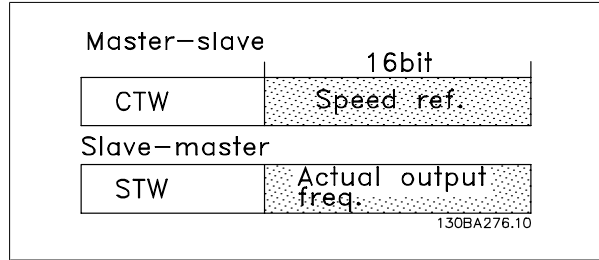 Master-slave
16bit
CTW
Speed ref.
Slave-master
STW
Actual output
freq.
130BA276.10